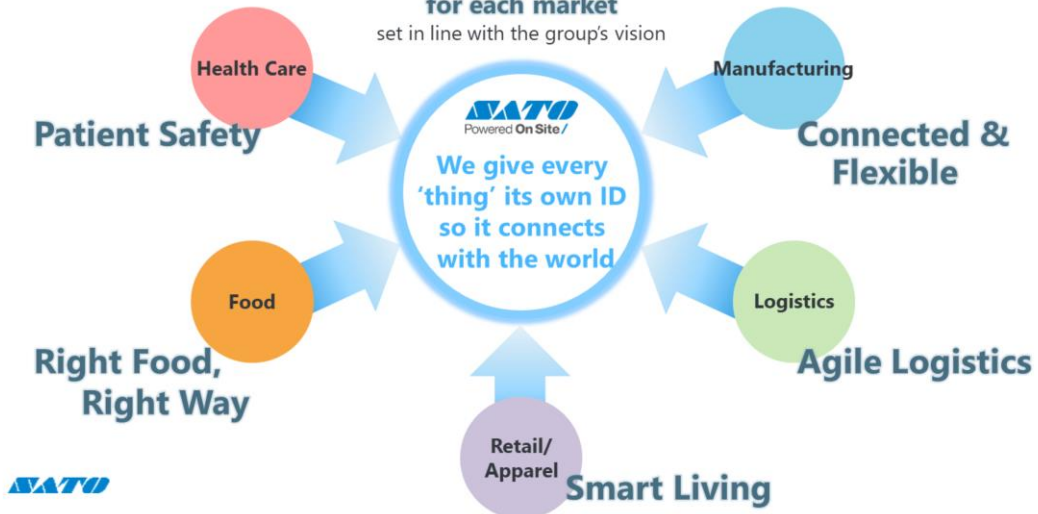 for each market
set in line with the group's vision
Health Care
Patient Safety
Manufacturing
Connected &
Flexible
SATO
Powered On Site/
We give every
‘thing’ its own ID
so it connects
with the world
Food
Right Food,
Right Way
Logistics
Agile Logistics
Retail/
Apparel
Smart Living
SATO